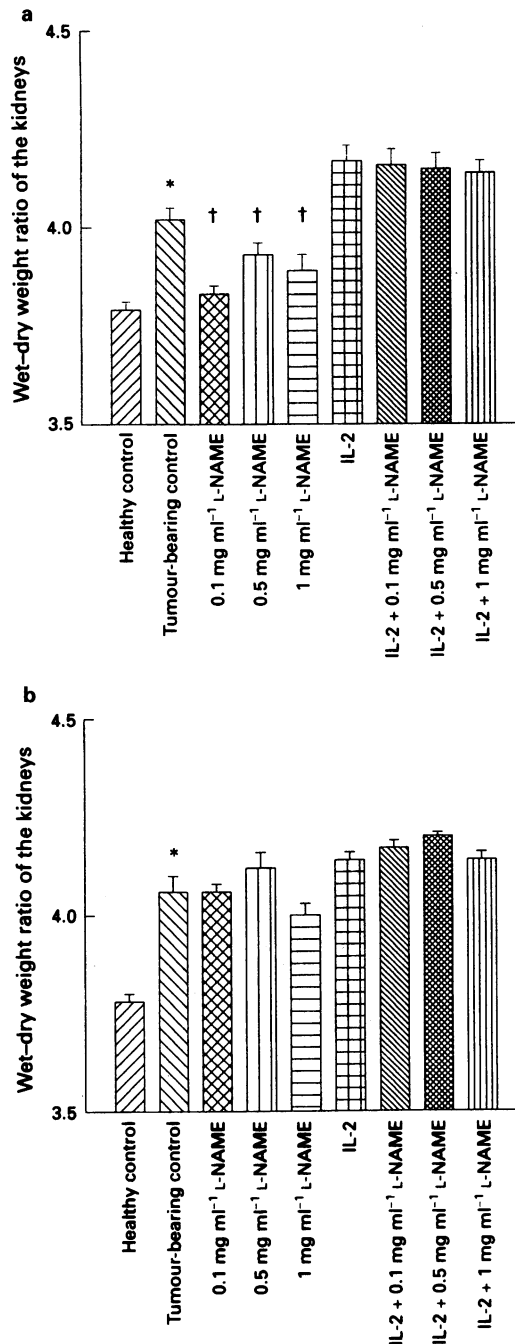 a
Wet–dry weight ratio of the kidneys
4.5
4.0
3.5
*
†
†
†
Healthy control
Tumour-bearing control
0.1 mg ml⁻¹ L-NAME
0.5 mg ml⁻¹ L-NAME
1 mg ml⁻¹ L-NAME
IL-2
IL-2 + 0.1 mg ml⁻¹ L-NAME
IL-2 + 0.5 mg ml⁻¹ L-NAME
IL-2 + 1 mg ml⁻¹ L-NAME
b
Wet–dry weight ratio of the kidneys
4.5
4.0
3.5
*
Healthy control
Tumour-bearing control
0.1 mg ml⁻¹ L-NAME
0.5 mg ml⁻¹ L-NAME
1 mg ml⁻¹ L-NAME
IL-2
IL-2 + 0.1 mg ml⁻¹ L-NAME
IL-2 + 0.5 mg ml⁻¹ L-NAME
IL-2 + 1 mg ml⁻¹ L-NAME